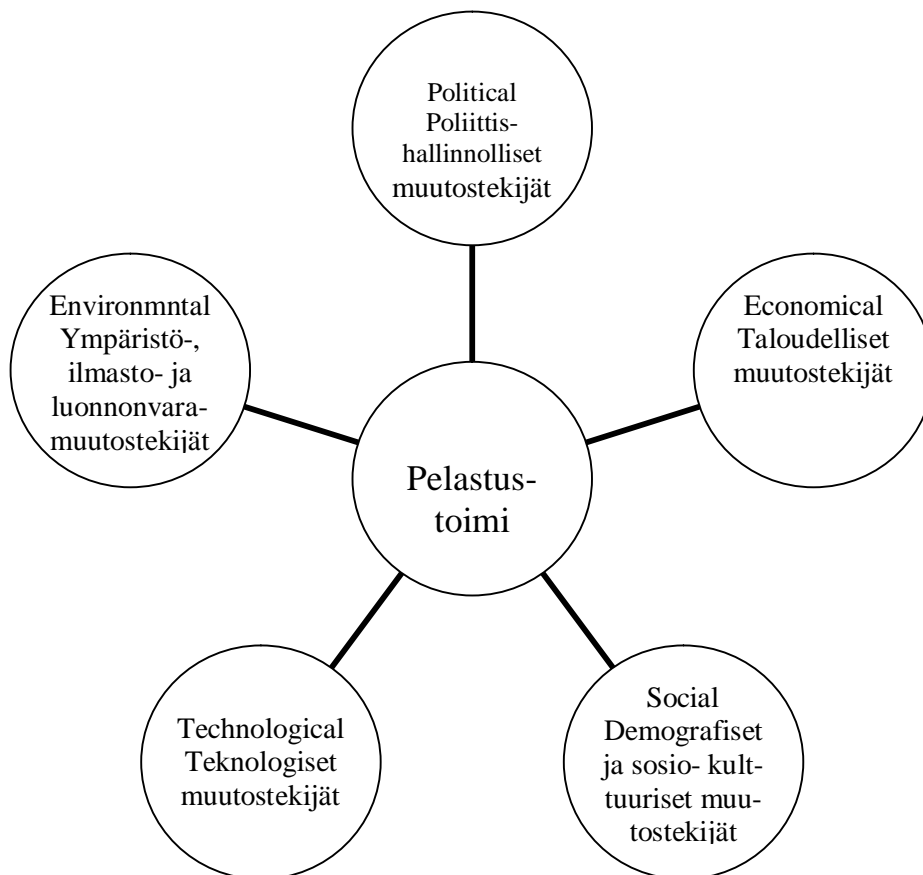 Political
Poliittis-
hallinnolliset
muutostekijät
Environmntal
Ympäristö-,
ilmasto- ja
luonnonvara-
muutostekijät
Economical
Taloudelliset
muutostekijät
Pelastus-
toimi
Technological
Teknologiset
muutostekijät
Social
Demografiset
ja sosio- kult-
tuuriset muu-
tostekijät